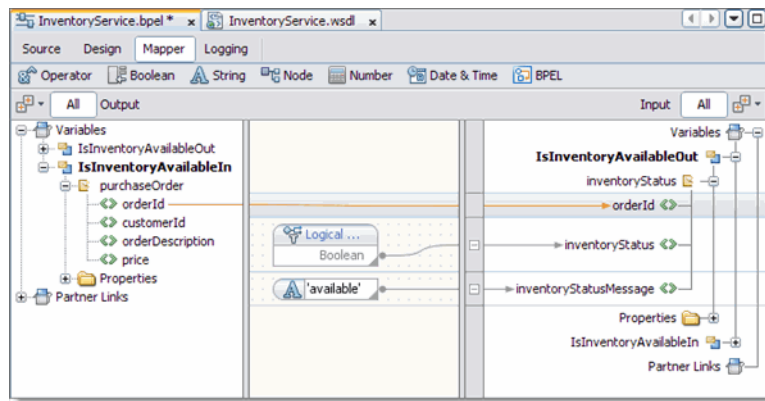 InventoryService.bpel * x InventoryService.wsdl x
Source Design Mapper Logging
Operator Boolean String Node Number Date & Time BPEL
All Output Input All
Variables Variables
IsInventoryAvailableOut IsInventoryAvailableOut
IsInventoryAvailableIn
purchaseOrder inventoryStatus
orderId orderId
customerId
orderDescription Logical ... inventoryStatus
price Boolean
Properties
Partner Links 'available' inventoryStatusMessage
Properties
IsInventoryAvailableIn
Partner Links